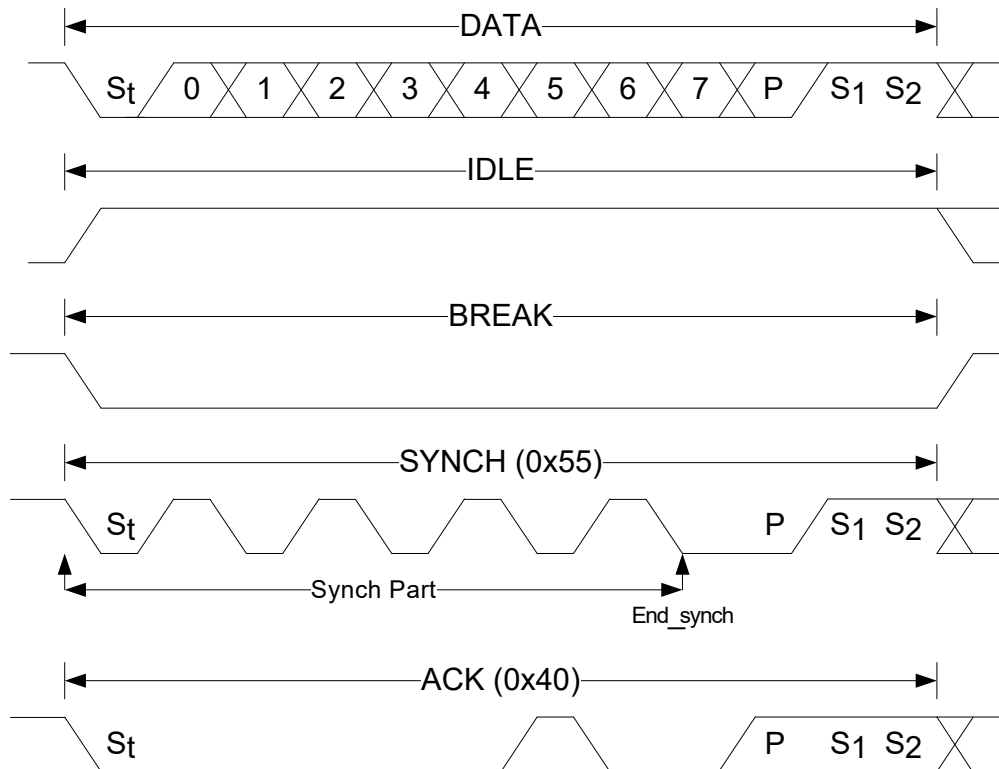 DATA
St 0 1 2 3 4 5 6 7 P S1 S2
IDLE
BREAK
SYNCH (0x55)
St P S1 S2
Synch Part
End_synch
ACK (0x40)
St P S1 S2